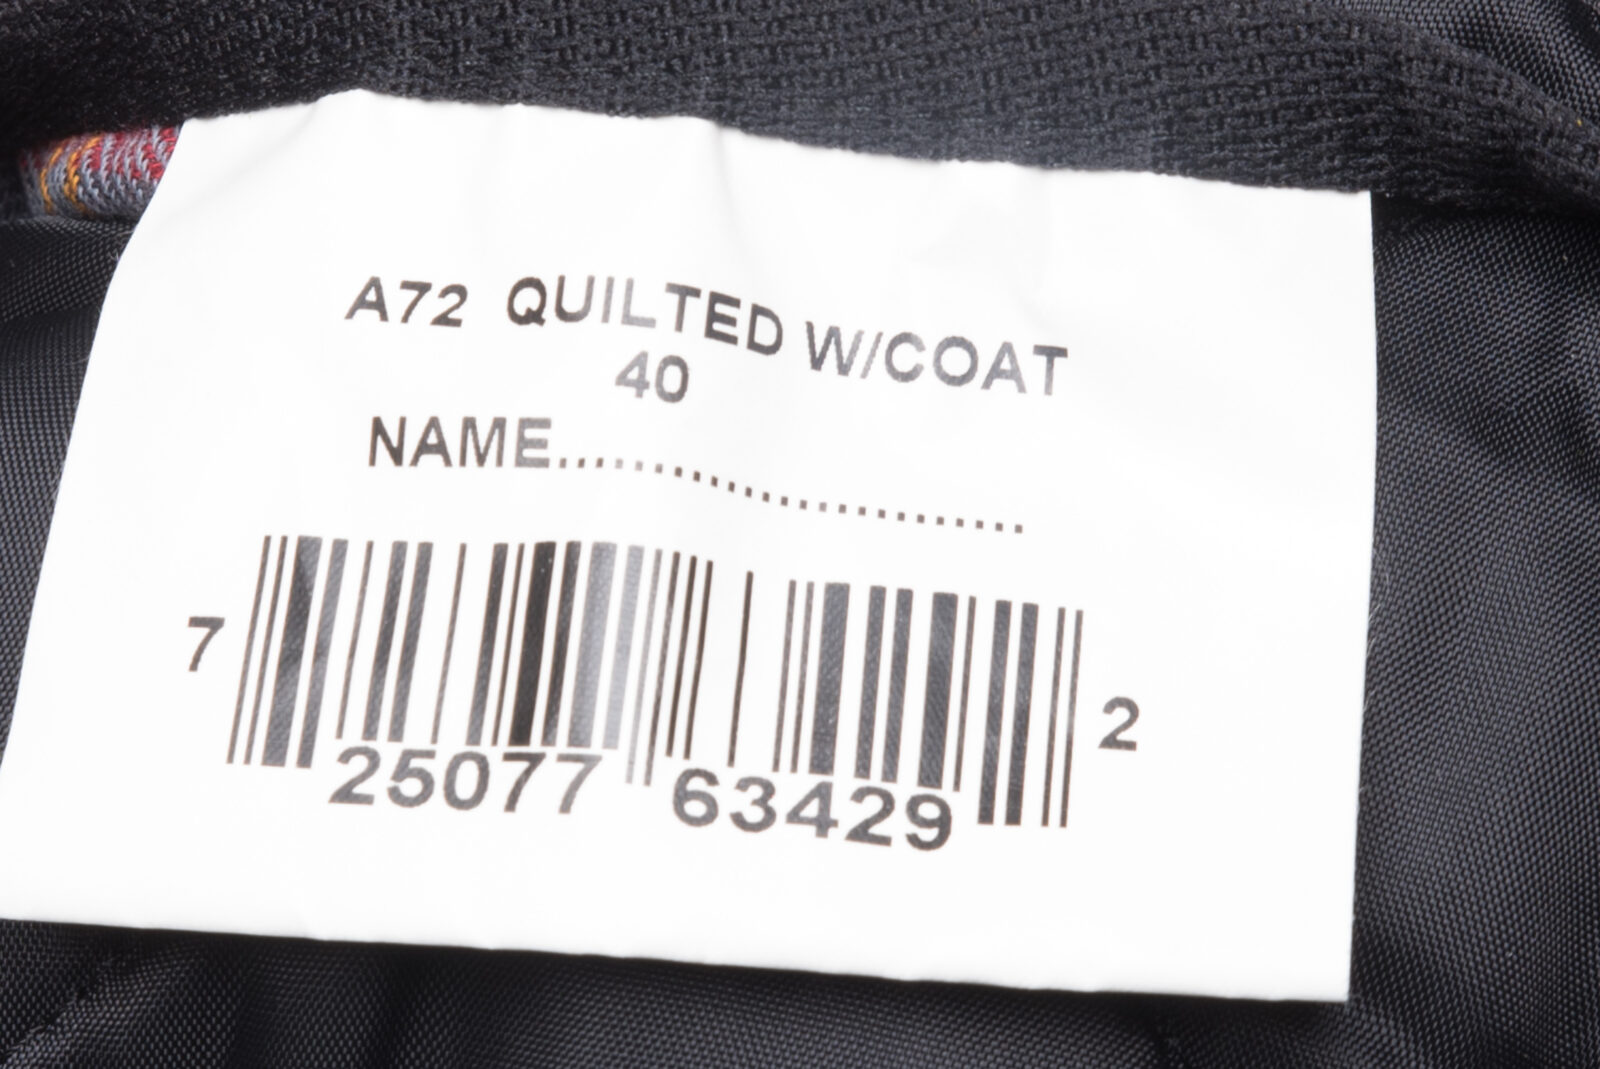 A72 QUILTED W/COAT
40
NAME........................................
7 25077 63429 2